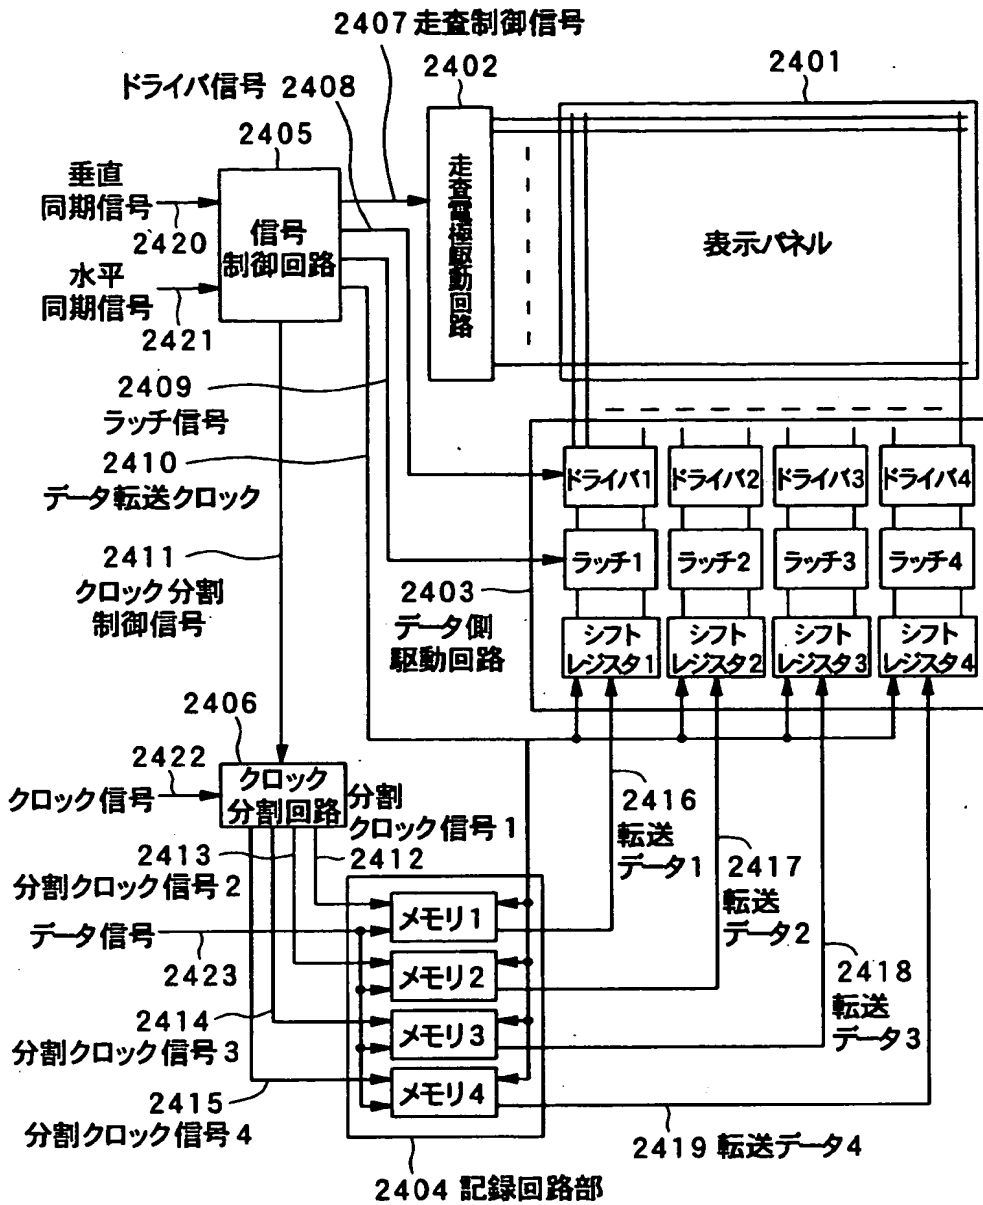 2407 走査制御信号
2402
2401
ドライバ信号 2408
2405
垂直
同期信号
2420
水平
同期信号
2421
信号
制御回路
走査電極駆動回路
表示パネル
2409
ラッチ信号
2410
データ転送クロック
2411
クロック分割
制御信号
2403
データ側
駆動回路
ドライバ1
ドライバ2
ドライバ3
ドライバ4
ラッチ1
ラッチ2
ラッチ3
ラッチ4
シフト
レジスタ1
シフト
レジスタ2
シフト
レジスタ3
シフト
レジスタ4
2406
2422
クロック信号
クロック
分割回路
分割
クロック信号1
2412
2413
分割クロック信号2
データ信号
2423
2414
分割クロック信号3
2415
分割クロック信号4
メモリ1
メモリ2
メモリ3
メモリ4
2416
転送
データ1
2417
転送
データ2
2418
転送
データ3
2419 転送データ4
2404 記録回路部